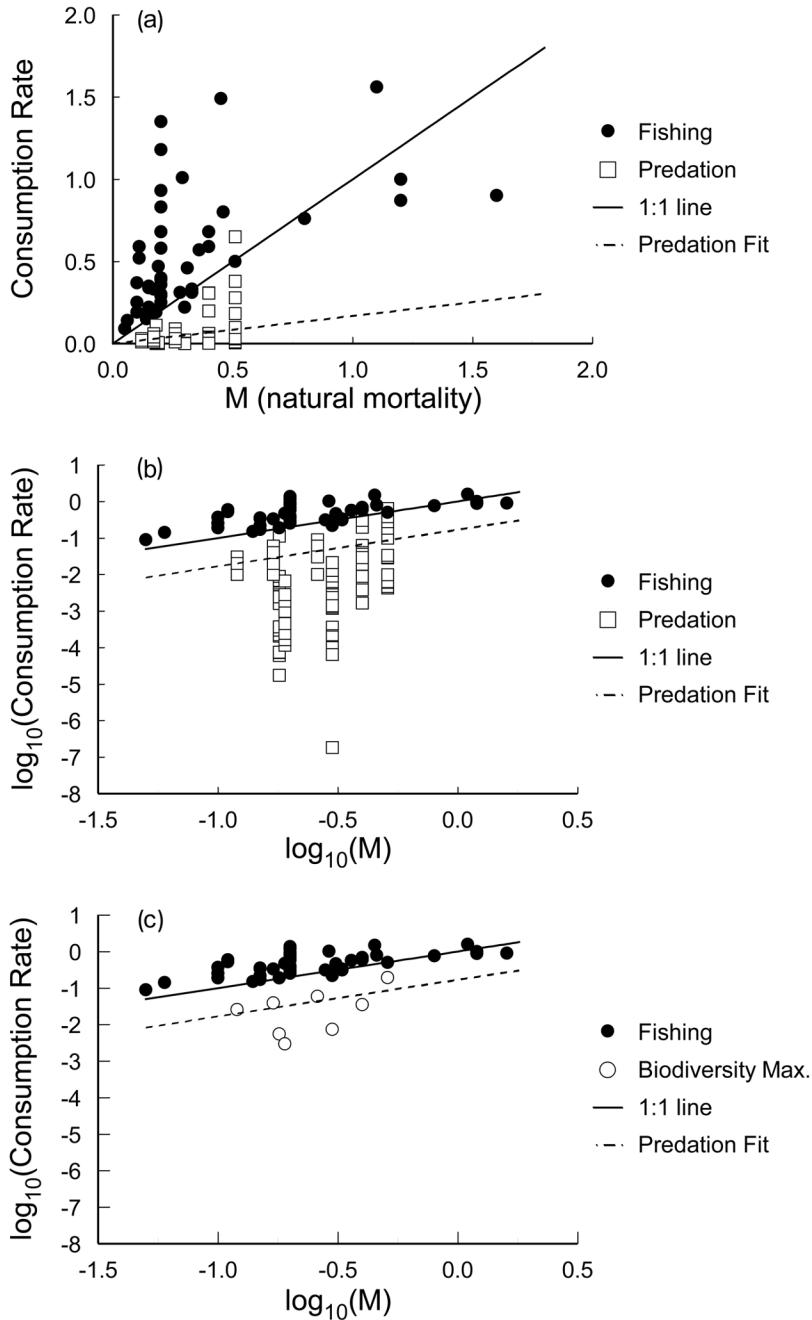 (a)
Consumption Rate
2.0
1.5
1.0
0.5
0.0
0.0 0.5 1.0 1.5 2.0
M (natural mortality)
Fishing
Predation
1:1 line
Predation Fit
(b)
log10(Consumption Rate)
1
0
-1
-2
-3
-4
-5
-6
-7
-8
-1.5 -1.0 -0.5 0.0 0.5
log10(M)
Fishing
Predation
1:1 line
Predation Fit
(c)
log10(Consumption Rate)
1
0
-1
-2
-3
-4
-5
-6
-7
-8
-1.5 -1.0 -0.5 0.0 0.5
log10(M)
Fishing
Biodiversity Max.
1:1 line
Predation Fit